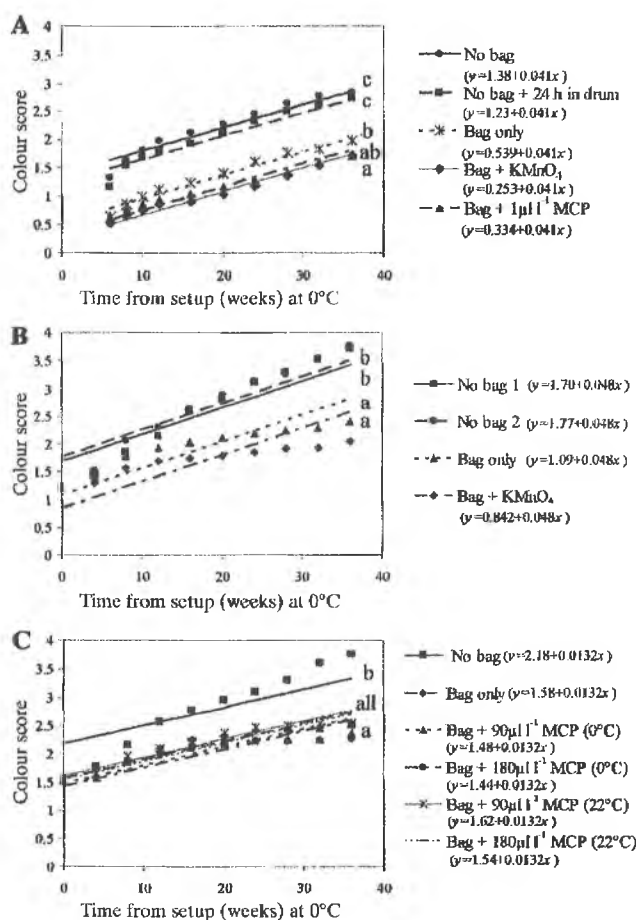 A
Colour score
4
3.5
3
2.5
2
1.5
1
0.5
0
0 10 20 30 40
c
c
b
ab
a
Time from setup (weeks) at 0°C
No bag
(y=1.38+0.041x)
No bag + 24 h in drum
(y=1.23+0.041x)
Bag only
(y=0.539+0.041x)
Bag + KMnO₄
(y=0.253+0.041x)
Bag + 1µl l⁻¹ MCP
(y=0.334+0.041x)
B
Colour score
4
3.5
3
2.5
2
1.5
1
0.5
0
0 10 20 30 40
b
b
a
a
Time from setup (weeks) at 0°C
No bag 1 (y=1.70+0.048x)
No bag 2 (y=1.77+0.048x)
Bag only (y=1.09+0.048x)
Bag + KMnO₄
(y=0.842+0.048x)
C
Colour score
4
3.5
3
2.5
2
1.5
1
0.5
0
0 10 20 30 40
b
all
a
Time from setup (weeks) at 0°C
No bag (y=2.18+0.0132x)
Bag only (y=1.58+0.0132x)
Bag + 90µl l⁻¹ MCP (0°C)
(y=1.48+0.0132x)
Bag + 180µl l⁻¹ MCP (0°C)
(y=1.44+0.0132x)
Bag + 90µl l⁻¹ MCP (22°C)
(y=1.62+0.0132x)
Bag + 180µl l⁻¹ MCP (22°C)
(y=1.54+0.0132x)